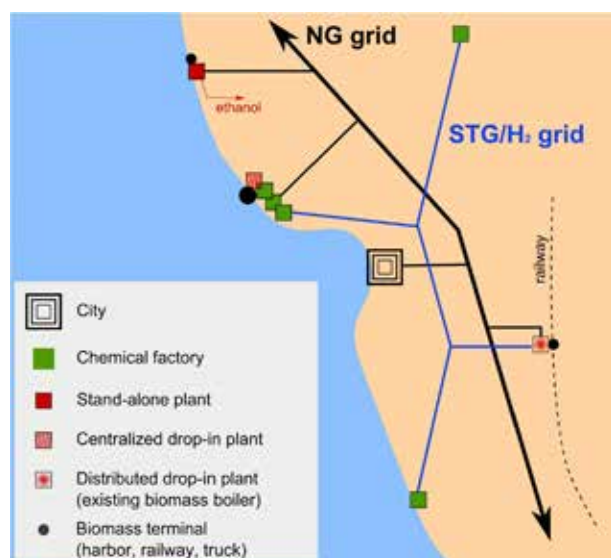 NG grid
ethanol
STG/H₂ grid
railway
City
Chemical factory
Stand-alone plant
Centralized drop-in plant
Distributed drop-in plant
(existing biomass boiler)
Biomass terminal
(harbor, railway, truck)